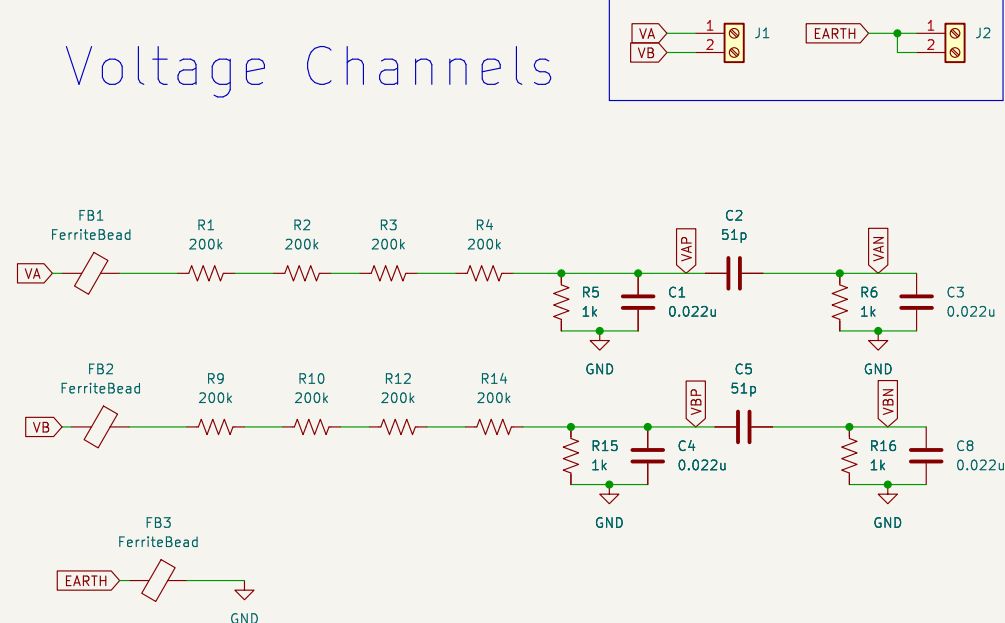 VA 1 J1
VB 2
EARTH 1 J2
2
Voltage Channels
FB1
FerriteBead
R1
200k
R2
200k
R3
200k
R4
200k
C2
51p
VA
VAP
VAN
R5
1k
C1
0.022u
R6
1k
C3
0.022u
GND
GND
FB2
FerriteBead
R9
200k
R10
200k
R12
200k
R14
200k
C5
51p
VB
VBP
VBN
R15
1k
C4
0.022u
R16
1k
C8
0.022u
GND
GND
FB3
FerriteBead
EARTH
GND